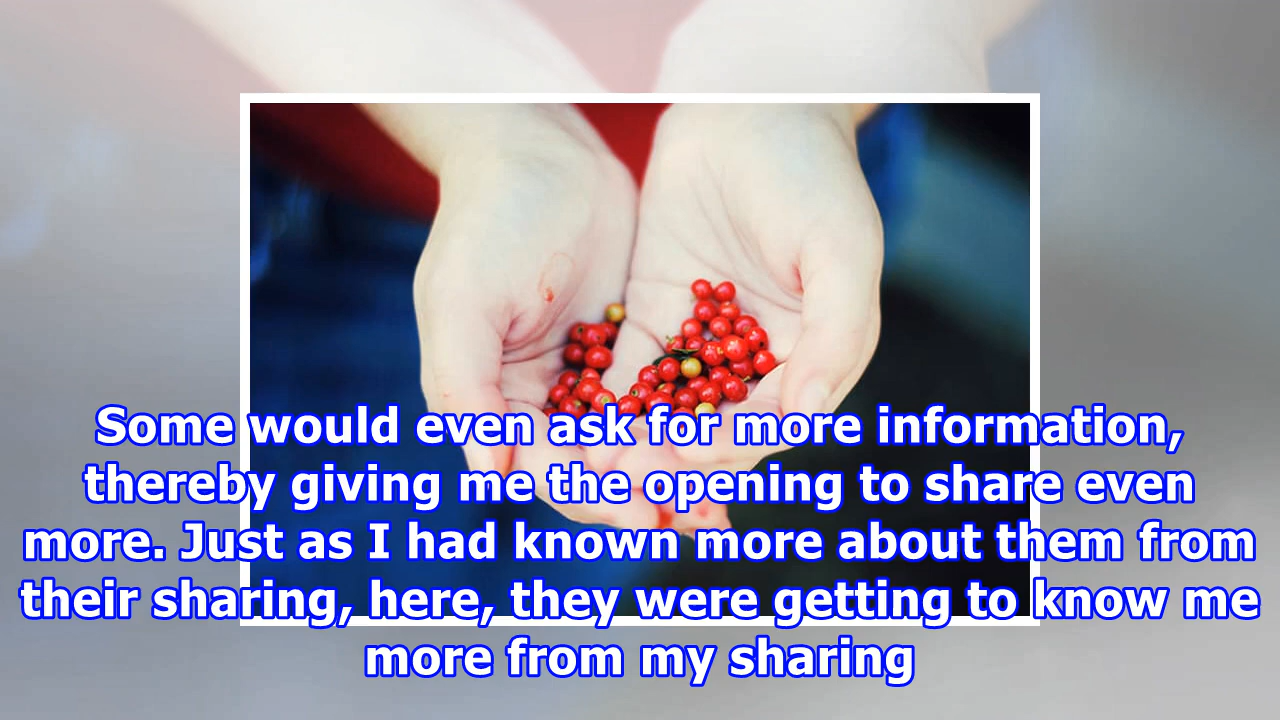 Some would even ask for more information,
thereby giving me the opening to share even
more. Just as I had known more about them from
their sharing, here, they were getting to know me
more from my sharing